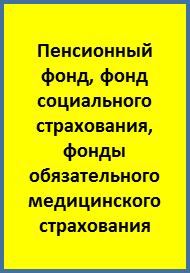 Пенсионный
фонд, фонд
социального
страхования,
фонды
обязательного
медицинского
страхования